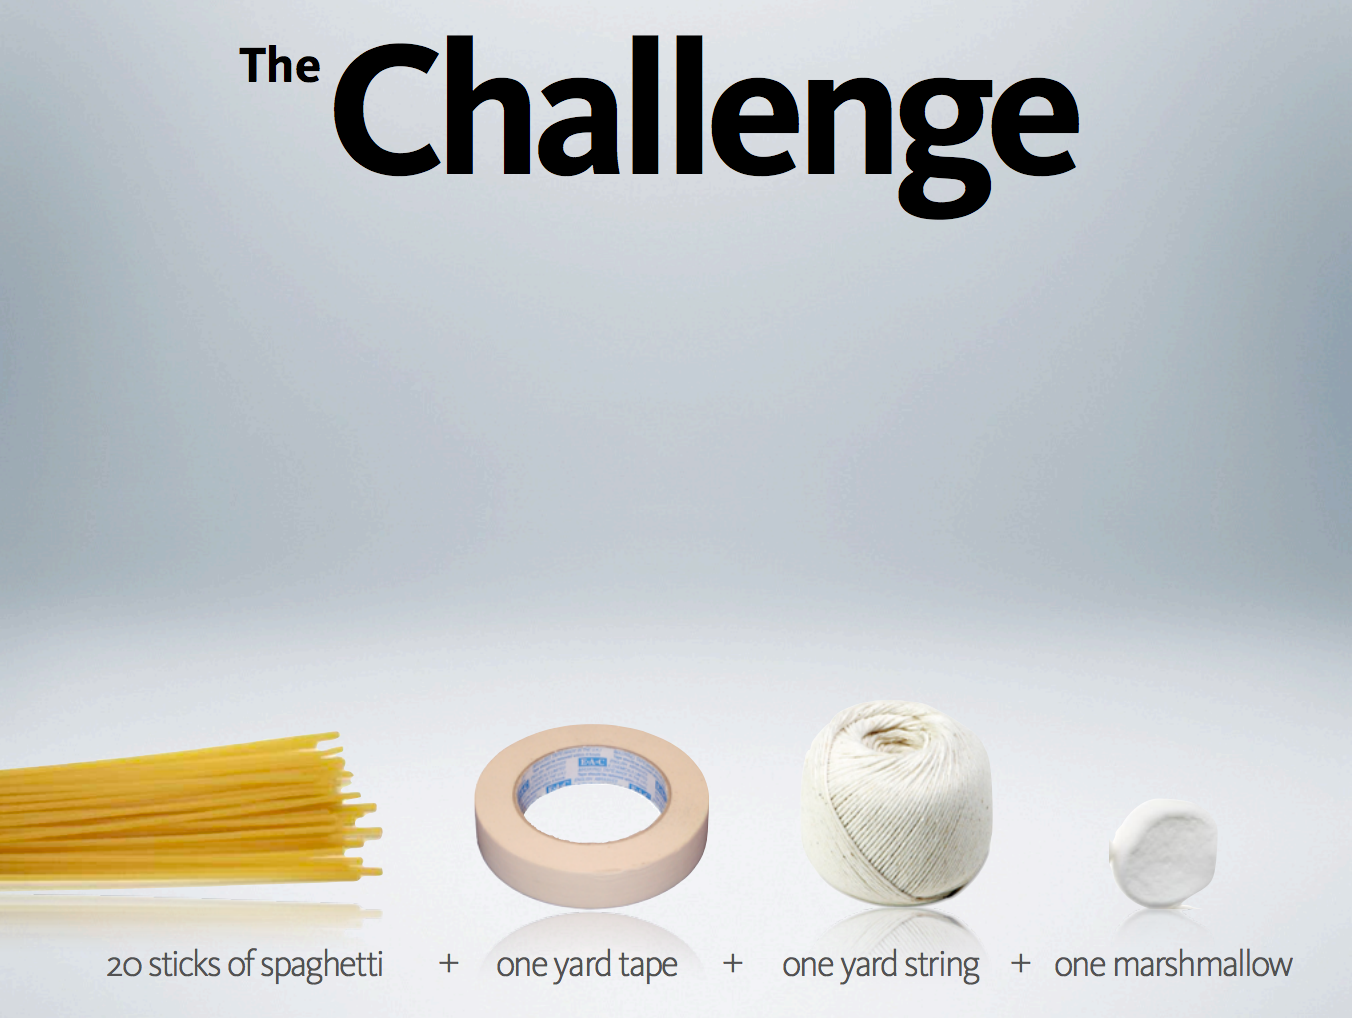 The Challenge
E·A·C
E·A·C
E·A·C
20 sticks of spaghetti + one yard tape + one yard string + one marshmallow